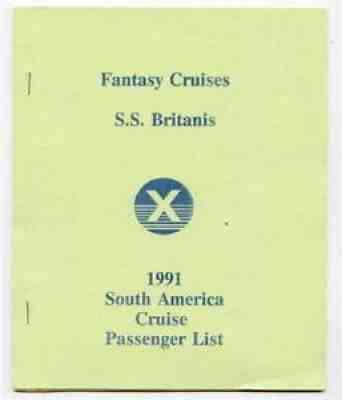 Fantasy Cruises
S.S. Britanis
X
1991
South America
Cruise
Passenger List